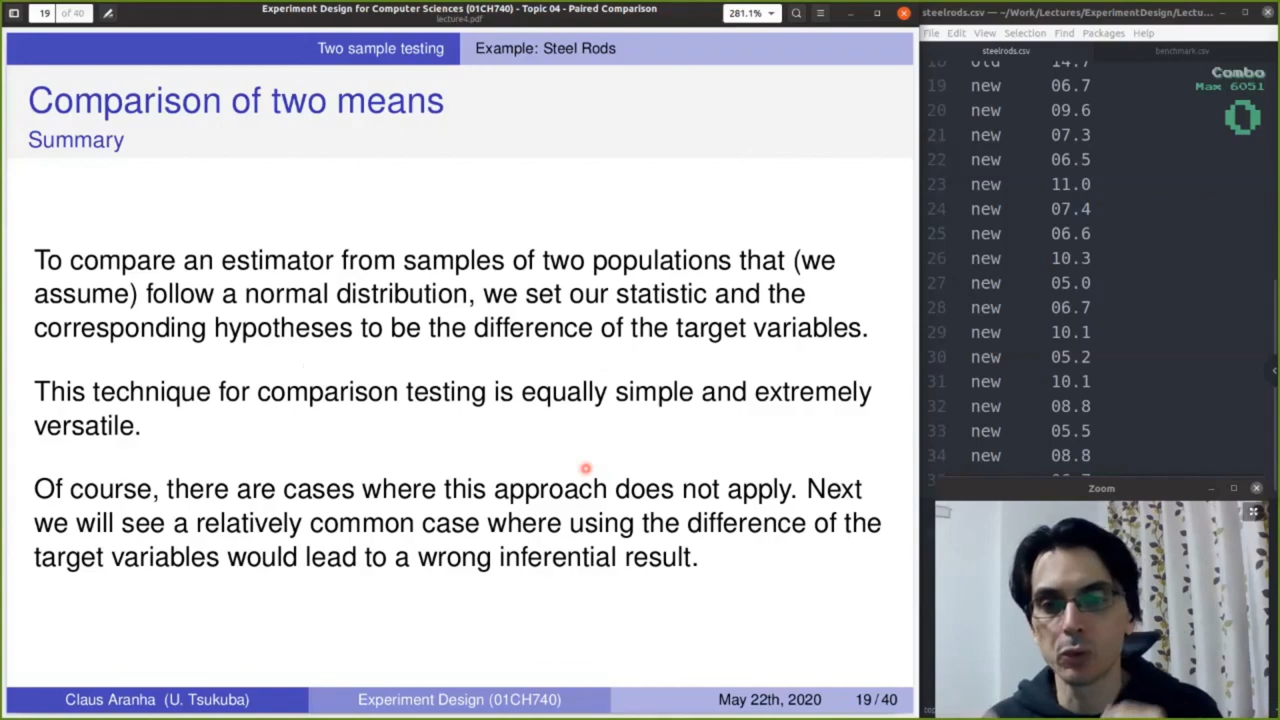 19 of 40
Experiment Design for Computer Sciences (01CH740) - Topic 04 - Paired Comparison
lecture4.pdf
281.1%
steelrods.csv — ~/Work/Lectures/ExperimentDesign/Lectu...
File Edit View Selection Find Packages Help
steelrods.csv benchmark.csv
Two sample testing
Example: Steel Rods
Comparison of two means
Summary
To compare an estimator from samples of two populations that (we
assume) follow a normal distribution, we set our statistic and the
corresponding hypotheses to be the difference of the target variables.
This technique for comparison testing is equally simple and extremely
versatile.
Of course, there are cases where this approach does not apply. Next
we will see a relatively common case where using the difference of the
target variables would lead to a wrong inferential result.
Claus Aranha (U. Tsukuba)
Experiment Design (01CH740)
May 22th, 2020
19 / 40
18 old 14.7
19 new 06.7
20 new 09.6
21 new 07.3
22 new 06.5
23 new 11.0
24 new 07.4
25 new 06.6
26 new 10.3
27 new 05.0
28 new 06.7
29 new 10.1
30 new 05.2
31 new 10.1
32 new 08.8
33 new 05.5
34 new 08.8
Combo
Max 6051
0
Zoom